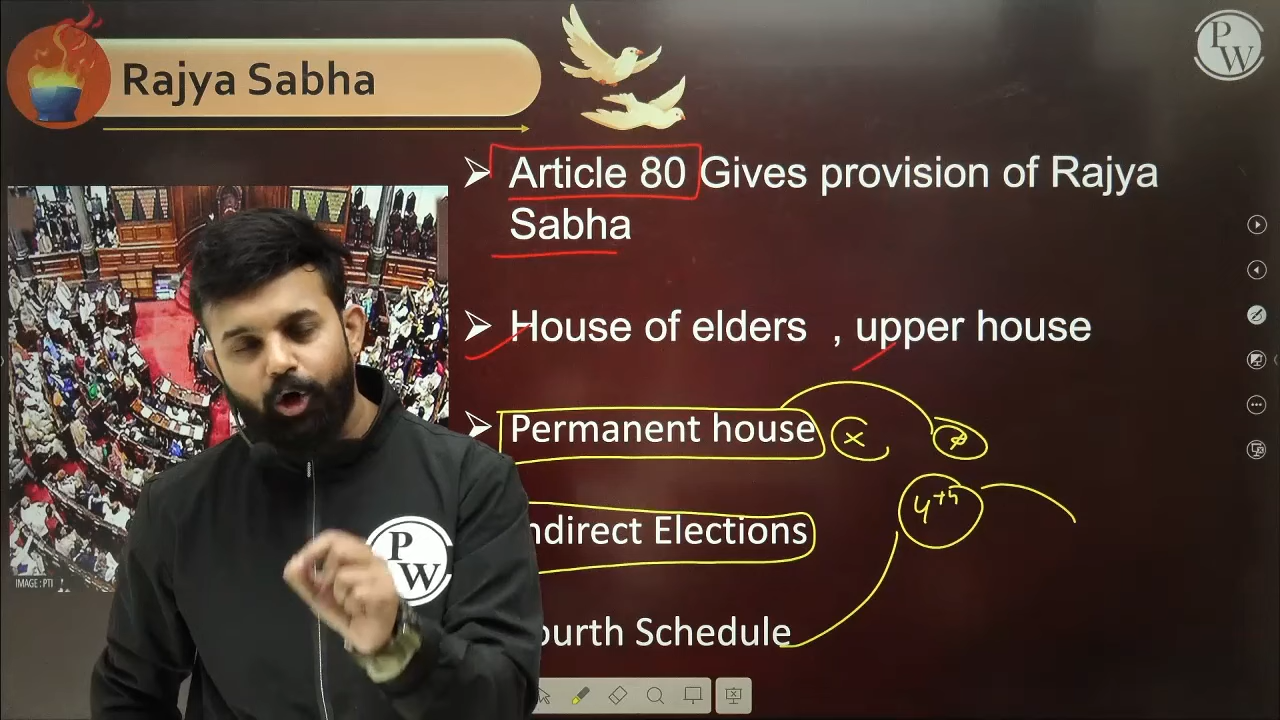 Rajya Sabha
PW
Article 80 Gives provision of Rajya
Sabha
House of elders , upper house
Permanent house x
4th
ndirect Elections
PW
ourth Schedule
IMAGE : PTI